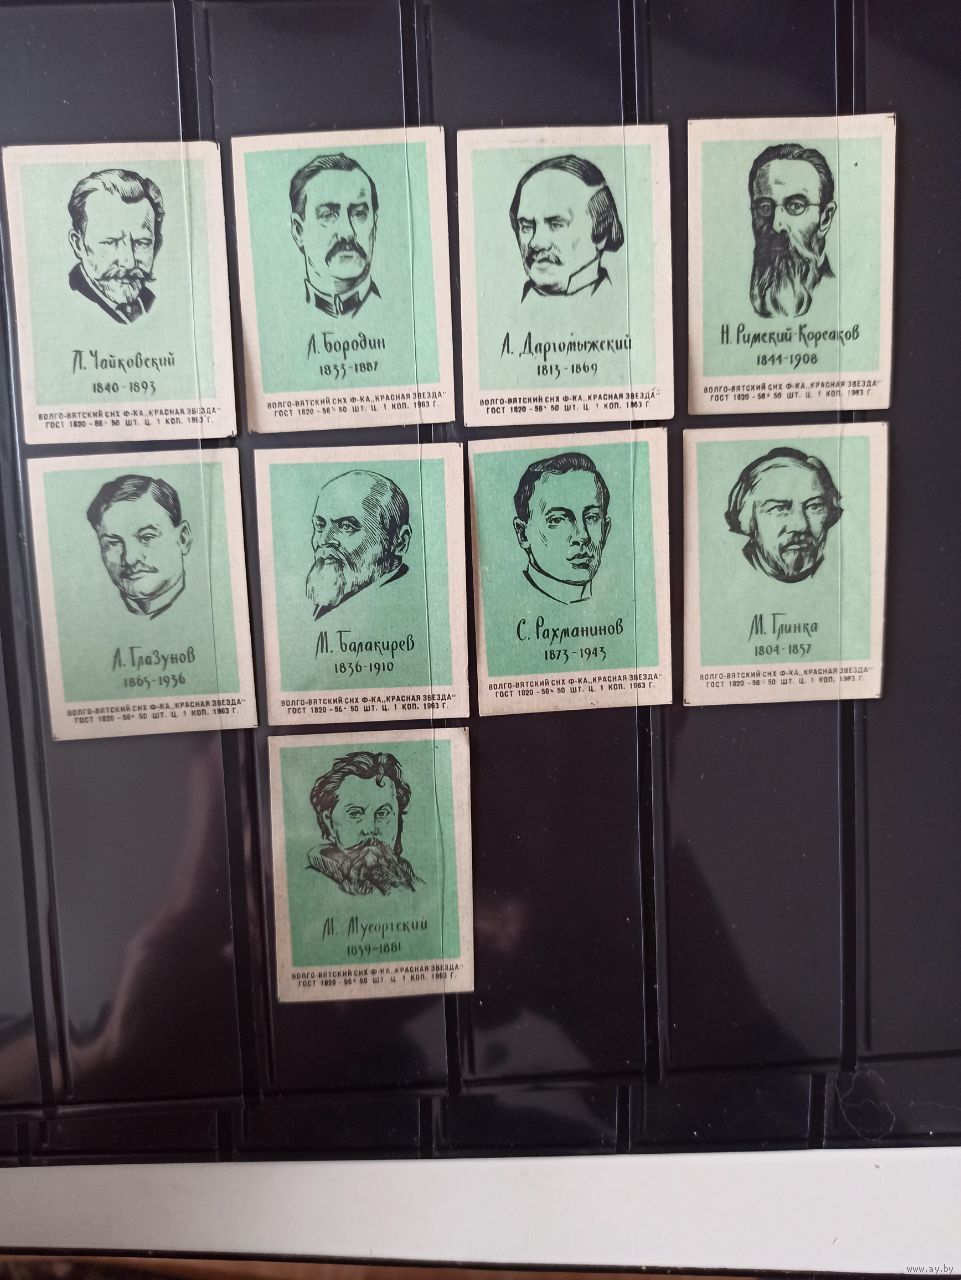 П. Чайковский
1840-1893
ВОЛГО-ВЯТСКИЙ СНХ Ф-КА „КРАСНАЯ ЗВЕЗДА"
ГОСТ 1820-56* 50 ШТ. Ц. 1 КОП. 1963 Г.
А. Бородин
1833-1887
ВОЛГО-ВЯТСКИЙ СНХ Ф-КА „КРАСНАЯ ЗВЕЗДА"
ГОСТ 1820-56* 50 ШТ. Ц. 1 КОП. 1963 Г.
А. Даргомыжский
1813-1869
ВОЛГО-ВЯТСКИЙ СНХ Ф-КА „КРАСНАЯ ЗВЕЗДА"
ГОСТ 1820-56* 50 ШТ. Ц. 1 КОП. 1963 Г.
Н. Римский-Корсаков
1844-1908
ВОЛГО-ВЯТСКИЙ СНХ Ф-КА „КРАСНАЯ ЗВЕЗДА"
ГОСТ 1820-56* 50 ШТ. Ц. 1 КОП. 1963 Г.
А. Глазунов
1865-1936
ВОЛГО-ВЯТСКИЙ СНХ Ф-КА „КРАСНАЯ ЗВЕЗДА"
ГОСТ 1820-56* 50 ШТ. Ц. 1 КОП. 1963 Г.
М. Балакирев
1836-1910
ВОЛГО-ВЯТСКИЙ СНХ Ф-КА „КРАСНАЯ ЗВЕЗДА"
ГОСТ 1820-56* 50 ШТ. Ц. 1 КОП. 1963 Г.
С. Рахманинов
1873-1943
ВОЛГО-ВЯТСКИЙ СНХ Ф-КА „КРАСНАЯ ЗВЕЗДА"
ГОСТ 1820-56* 50 ШТ. Ц. 1 КОП. 1963 Г.
М. Глинка
1804-1857
ВОЛГО-ВЯТСКИЙ СНХ Ф-КА „КРАСНАЯ ЗВЕЗДА"
ГОСТ 1820-56* 50 ШТ. Ц. 1 КОП. 1963 Г.
М. Мусоргский
1839-1881
ВОЛГО-ВЯТСКИЙ СНХ Ф-КА „КРАСНАЯ ЗВЕЗДА"
ГОСТ 1820-56* 50 ШТ. Ц. 1 КОП. 1963 Г.
www.ay.by